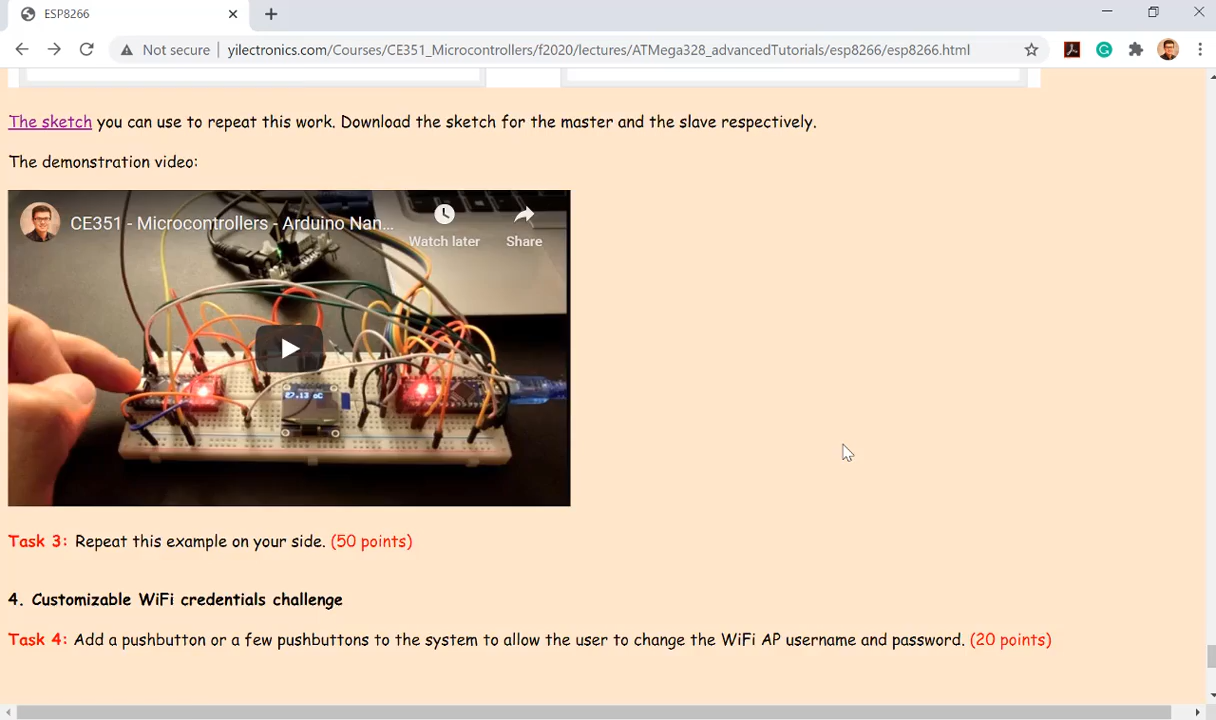 ESP8266
Not secure
yilectronics.com/Courses/CE351_Microcontrollers/f2020/lectures/ATMega328_advancedTutorials/esp8266/esp8266.html
The sketch you can use to repeat this work. Download the sketch for the master and the slave respectively.
The demonstration video:
CE351 - Microcontrollers - Arduino Nan...
Watch later
Share
27.13 oC
Task 3: Repeat this example on your side. (50 points)
4. Customizable WiFi credentials challenge
Task 4: Add a pushbutton or a few pushbuttons to the system to allow the user to change the WiFi AP username and password. (20 points)